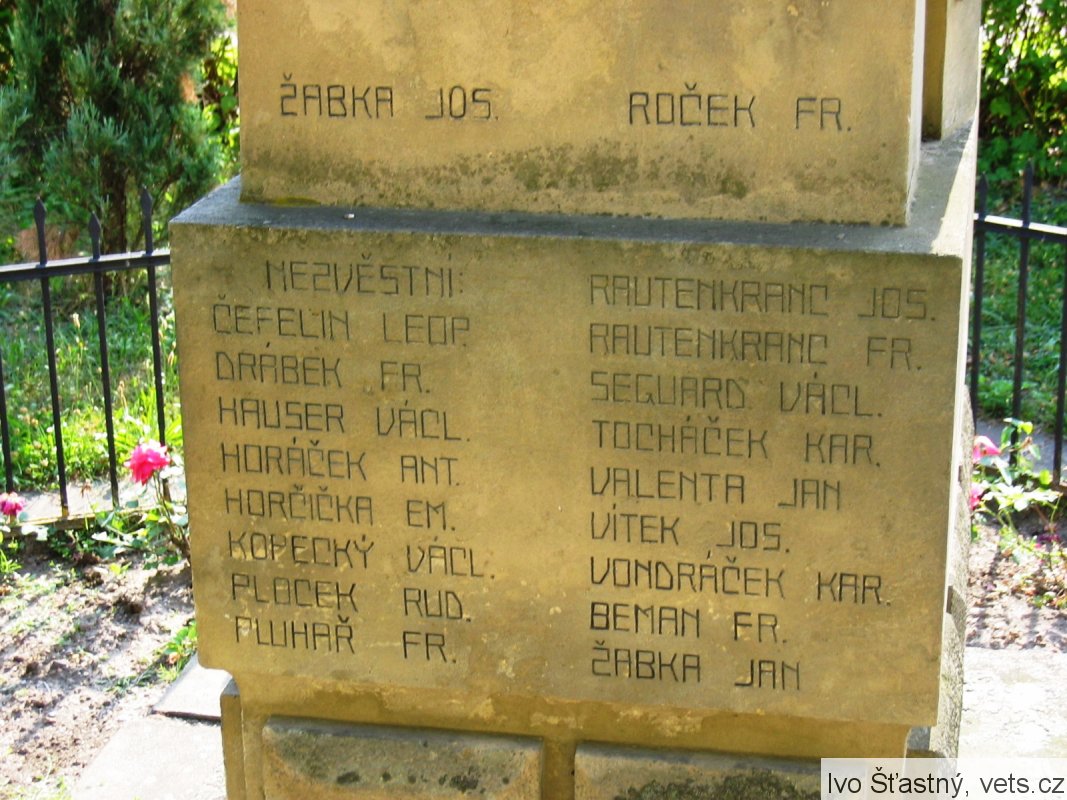 ŽABKA JOS. ROČEK FR.
NEZVĚSTNÍ:
ČEFELIN LEOP.
DRÁBEK FR.
HAUSER VÁCL.
HORÁČEK ANT.
HORČIČKA EM.
KOPECKÝ VÁCL.
PLOCEK RUD.
PLUHAŘ FR.
RAUTENKRANC JOS.
RAUTENKRANC FR.
SEGUARD VÁCL.
TOCHÁČEK KAR.
VALENTA JAN
VÍTEK JOS.
VONDRÁČEK KAR.
BEMAN FR.
ŽABKA JAN
Ivo Šťastný, vets.cz